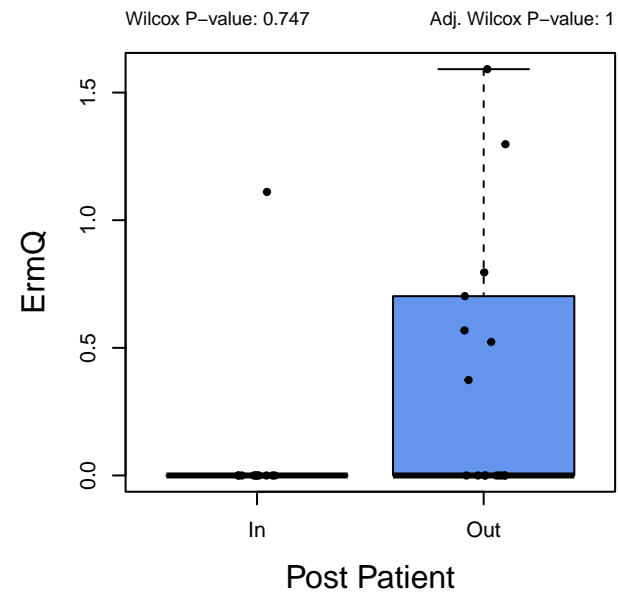 Wilcox P−value: 0.747
Adj. Wilcox P−value: 1
1.5
1.0
0.5
0.0
ErmQ
In
Out
Post Patient